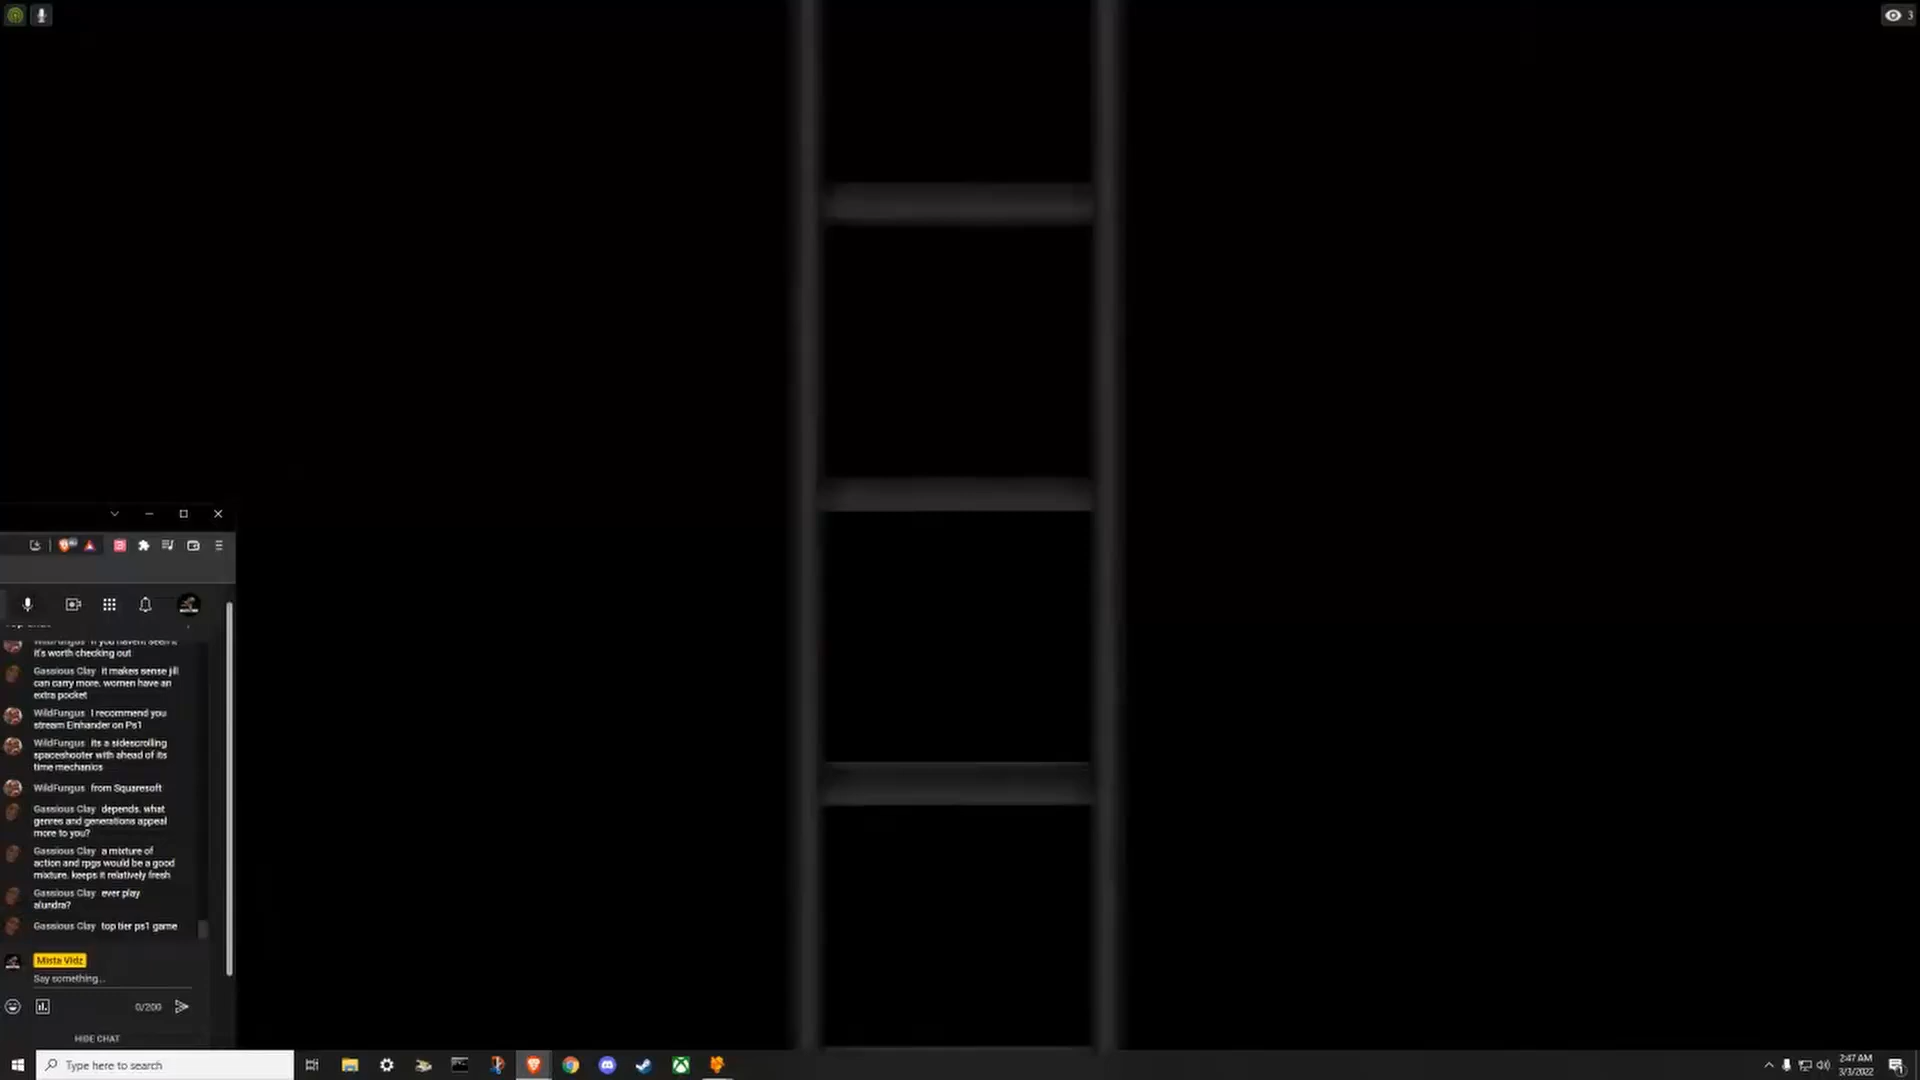 3
it's worth checking out
Gassious Clay it makes sense jill
can carry more. women have an
extra pocket
WildFungus I recommend you
stream Einhander on Ps1
WildFungus its a sidescrolling
spaceshooter with ahead of its
time mechanics
WildFungus from Squaresoft
Gassious Clay depends. what
genres and generations appeal
more to you?
Gassious Clay a mixture of
action and rpgs would be a good
mixture. keeps it relatively fresh
Gassious Clay ever play
alundra?
Gassious Clay top tier ps1 game
Mista Vidz
Say something...
0/200
HIDE CHAT
Type here to search
2:47 AM
3/3/2022